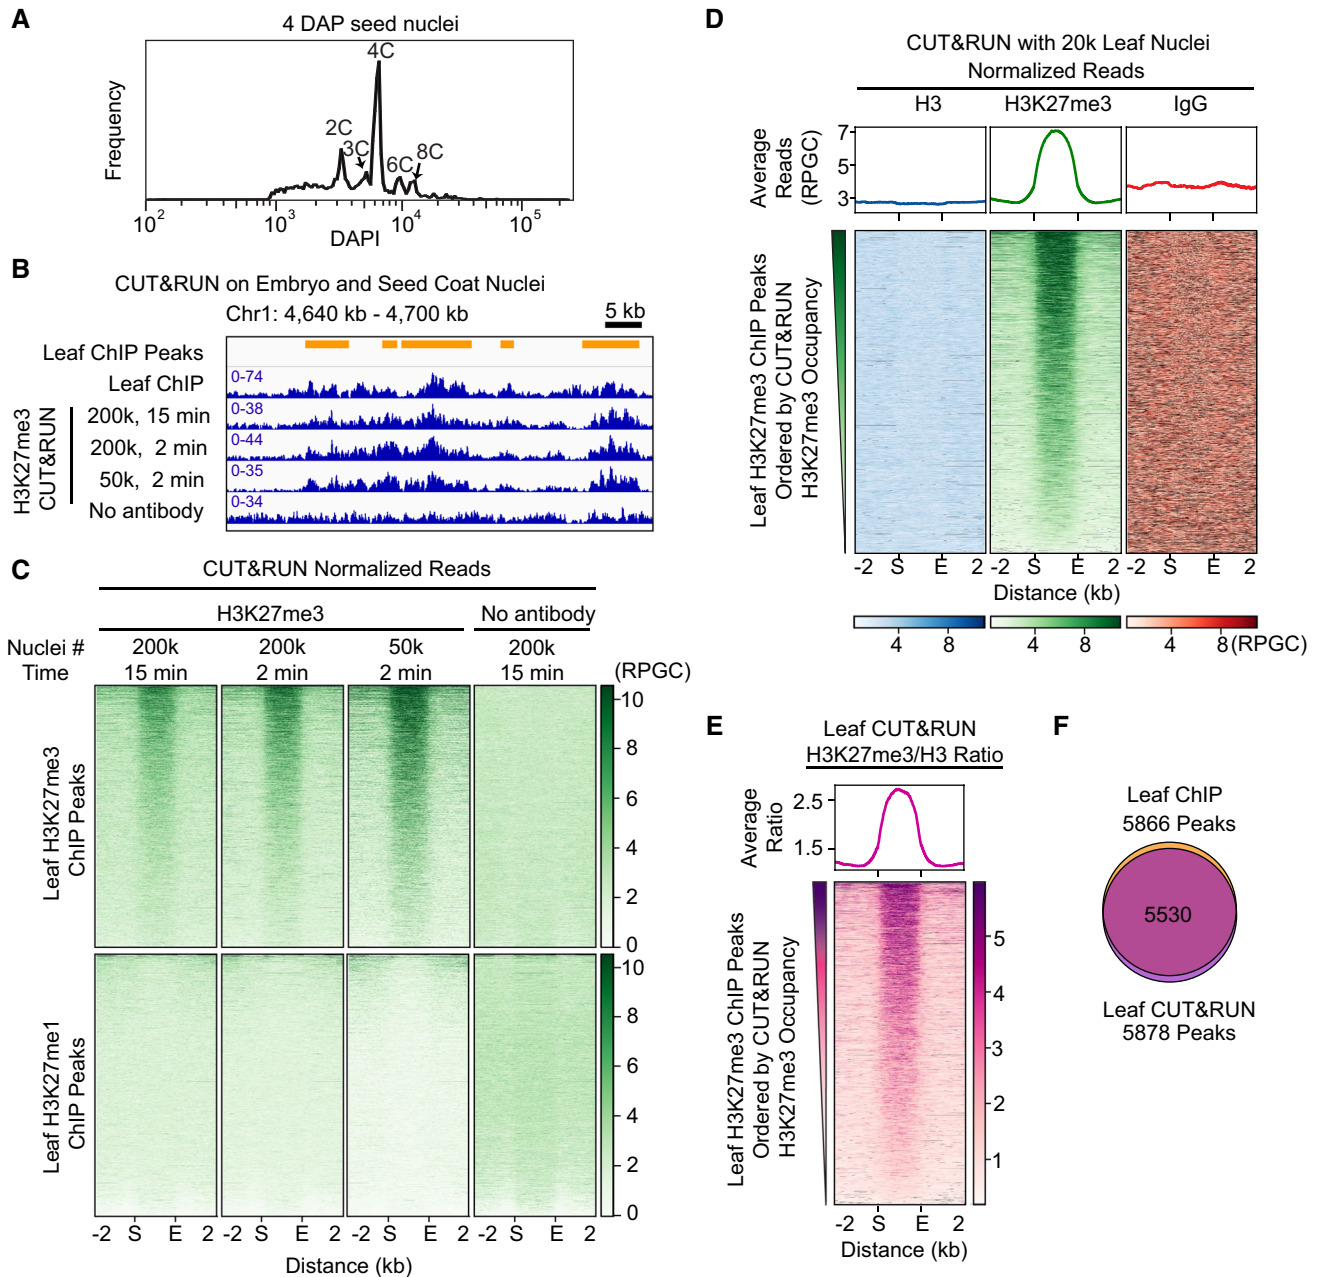 A
4 DAP seed nuclei
4C
2C
3C
6C
8C
Frequency
10² 10³ 10⁴ 10⁵
DAPI
B
CUT&RUN on Embryo and Seed Coat Nuclei
Chr1: 4,640 kb - 4,700 kb
5 kb
Leaf ChIP Peaks
Leaf ChIP
0-74
H3K27me3
CUT&RUN
200k, 15 min
0-38
200k, 2 min
0-44
50k, 2 min
0-35
No antibody
0-34
C
CUT&RUN Normalized Reads
H3K27me3
No antibody
Nuclei # 200k 200k 50k 200k
Time 15 min 2 min 2 min 15 min
(RPGC)
Leaf H3K27me3
ChIP Peaks
10
8
6
4
2
0
Leaf H3K27me1
ChIP Peaks
10
8
6
4
2
0
-2 S E 2 -2 S E 2 -2 S E 2 -2 S E 2
Distance (kb)
D
CUT&RUN with 20k Leaf Nuclei
Normalized Reads
H3 H3K27me3 IgG
Average
Reads
(RPGC)
7
5
3
Leaf H3K27me3 ChIP Peaks
Ordered by CUT&RUN
H3K27me3 Occupancy
-2 S E 2 -2 S E 2 -2 S E 2
Distance (kb)
4 8 4 8 4 8 (RPGC)
E
Leaf CUT&RUN
H3K27me3/H3 Ratio
Average
Ratio
2.5
1.5
Leaf H3K27me3 ChIP Peaks
Ordered by CUT&RUN
H3K27me3 Occupancy
5
4
3
2
1
-2 S E 2
Distance (kb)
F
Leaf ChIP
5866 Peaks
5530
Leaf CUT&RUN
5878 Peaks